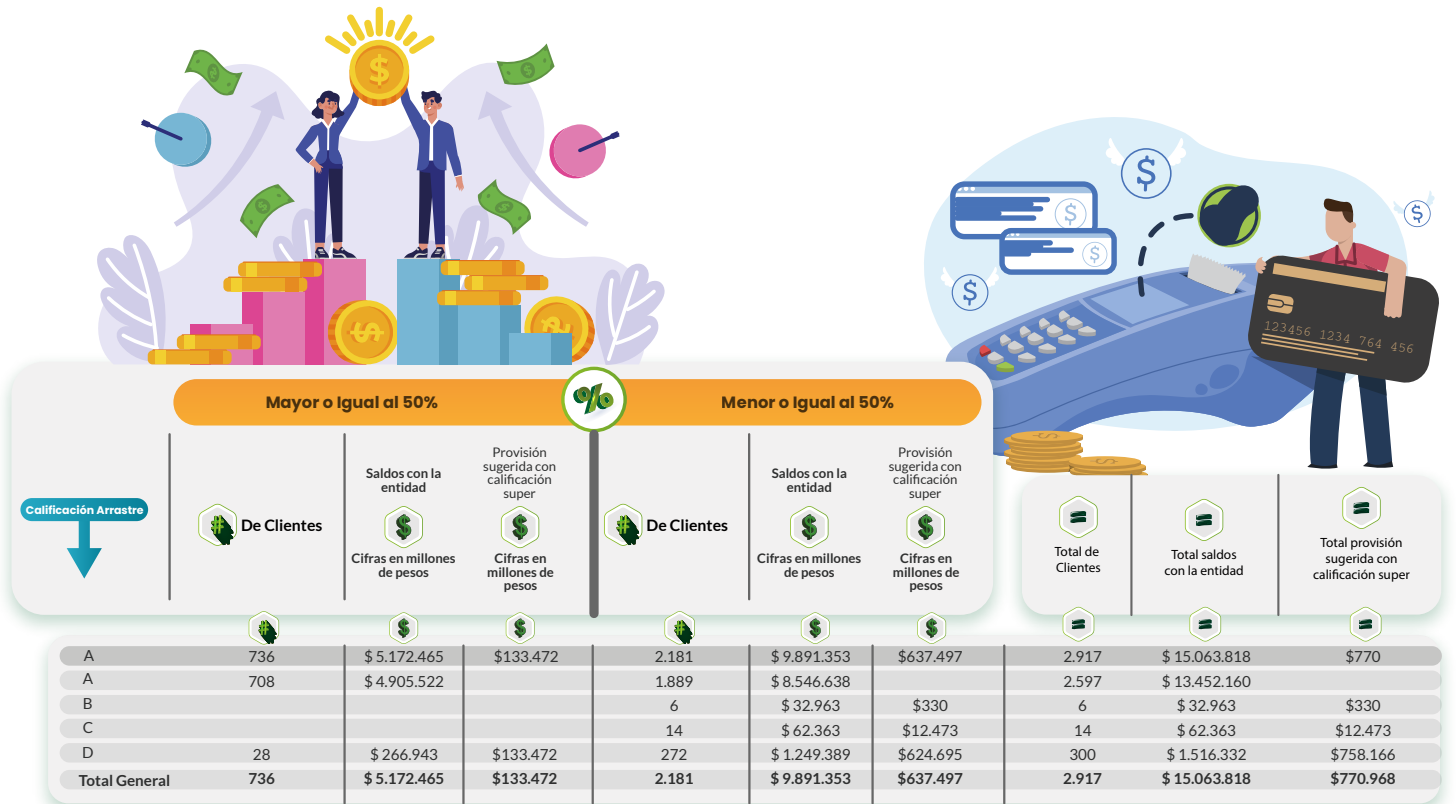 $
$
$
$
$
$
$
123456 1234 764 456
Mayor o Igual al 50%
%
Menor o Igual al 50%
Calificación Arrastre
# De Clientes
Saldos con la
entidad
$
Cifras en millones
de pesos
Provisión
sugerida con
calificación
super
$
Cifras en
millones de
pesos
# De Clientes
Saldos con la
entidad
$
Cifras en millones
de pesos
Provisión
sugerida con
calificación
super
$
Cifras en
millones de
pesos
=
Total de
Clientes
=
Total saldos
con la entidad
=
Total provisión
sugerida con
calificación super
# $ $ # $ $ = = =
A 736 $ 5.172.465 $133.472 2.181 $ 9.891.353 $637.497 2.917 $ 15.063.818 $770
A 708 $ 4.905.522 1.889 $ 8.546.638 2.597 $ 13.452.160
B 6 $ 32.963 $330 6 $ 32.963 $330
C 14 $ 62.363 $12.473 14 $ 62.363 $12.473
D 28 $ 266.943 $133.472 272 $ 1.249.389 $624.695 300 $ 1.516.332 $758.166
Total General 736 $ 5.172.465 $133.472 2.181 $ 9.891.353 $637.497 2.917 $ 15.063.818 $770.968